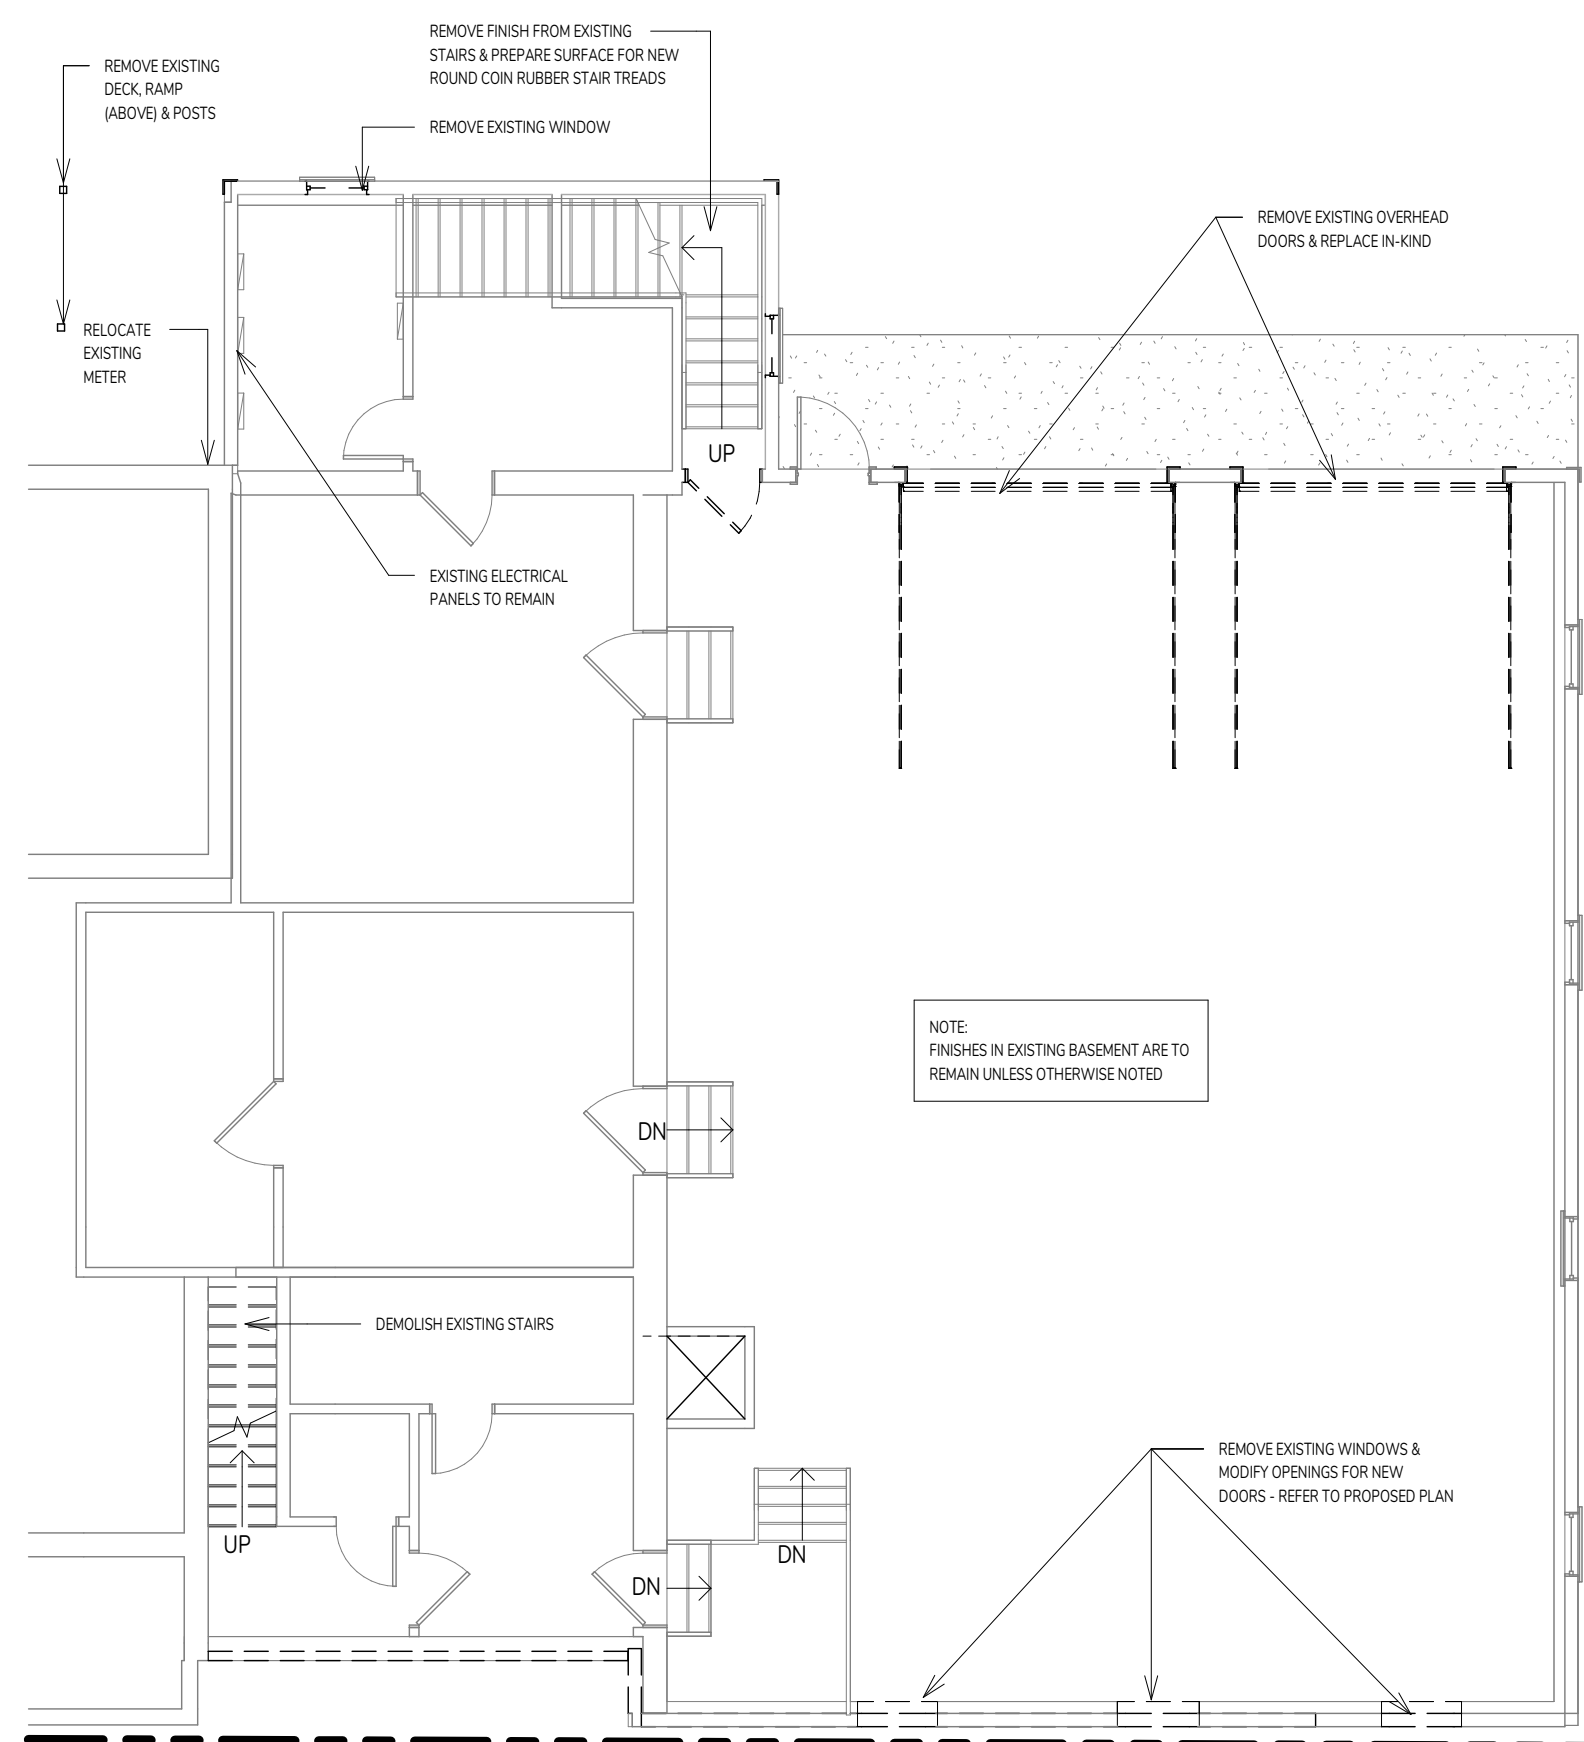 REMOVE FINISH FROM EXISTING
STAIRS & PREPARE SURFACE FOR NEW
ROUND COIN RUBBER STAIR TREADS
REMOVE EXISTING
DECK, RAMP
(ABOVE) & POSTS
REMOVE EXISTING WINDOW
REMOVE EXISTING OVERHEAD
DOORS & REPLACE IN-KIND
RELOCATE
EXISTING
METER
UP
EXISTING ELECTRICAL
PANELS TO REMAIN
NOTE:
FINISHES IN EXISTING BASEMENT ARE TO
REMAIN UNLESS OTHERWISE NOTED
DN
DEMOLISH EXISTING STAIRS
REMOVE EXISTING WINDOWS &
MODIFY OPENINGS FOR NEW
DOORS - REFER TO PROPOSED PLAN
UP
DN
DN